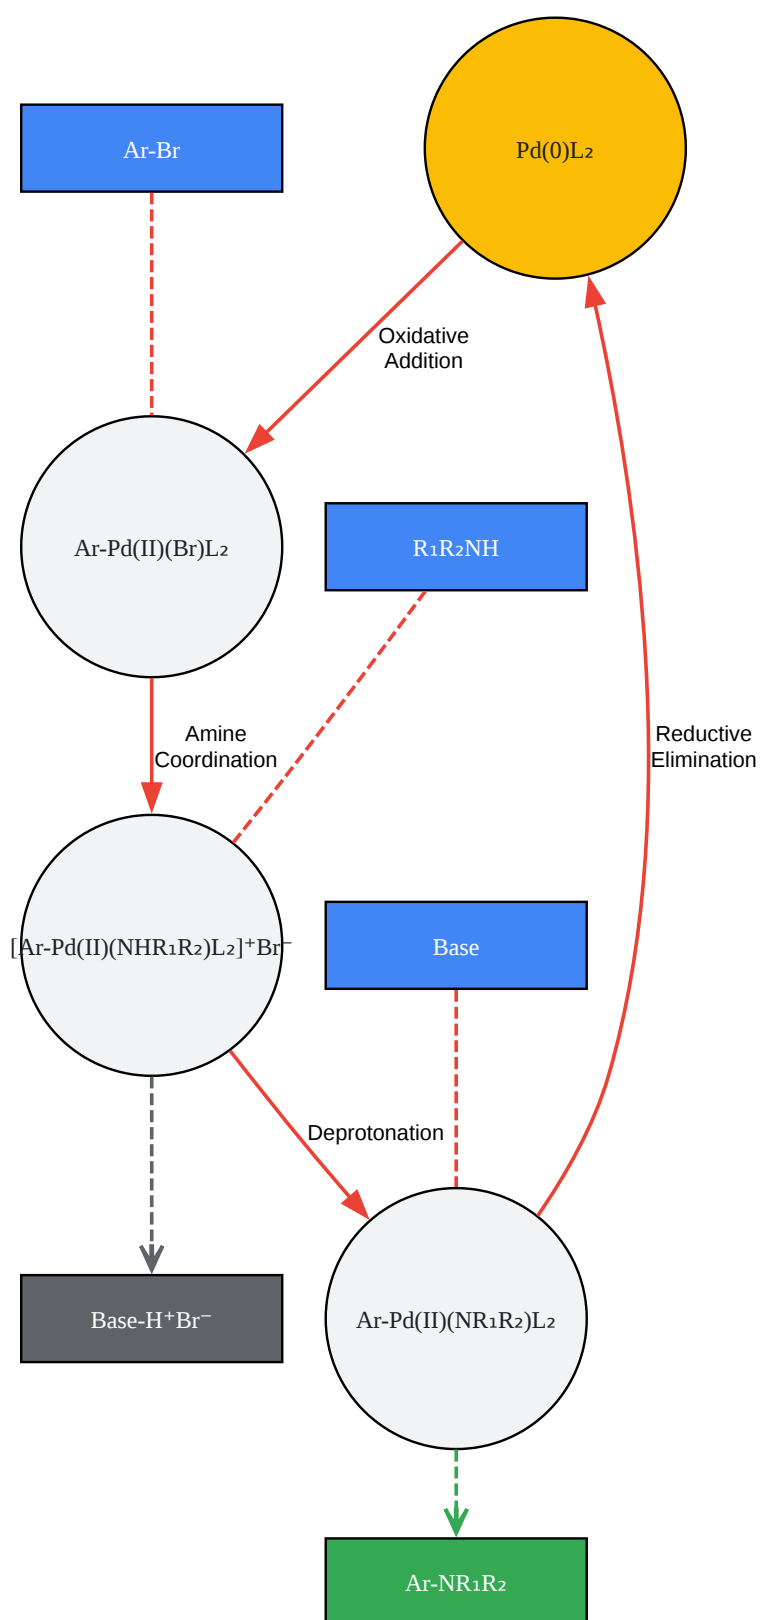 Ar-Br
Pd(0)L₂
Oxidative
Addition
Ar-Pd(II)(Br)L₂
R₁R₂NH
Amine
Coordination
Reductive
Elimination
[Ar-Pd(II)(NHR₁R₂)L₂]⁺Br⁻
Base
Deprotonation
Base-H⁺Br⁻
Ar-Pd(II)(NR₁R₂)L₂
Ar-NR₁R₂